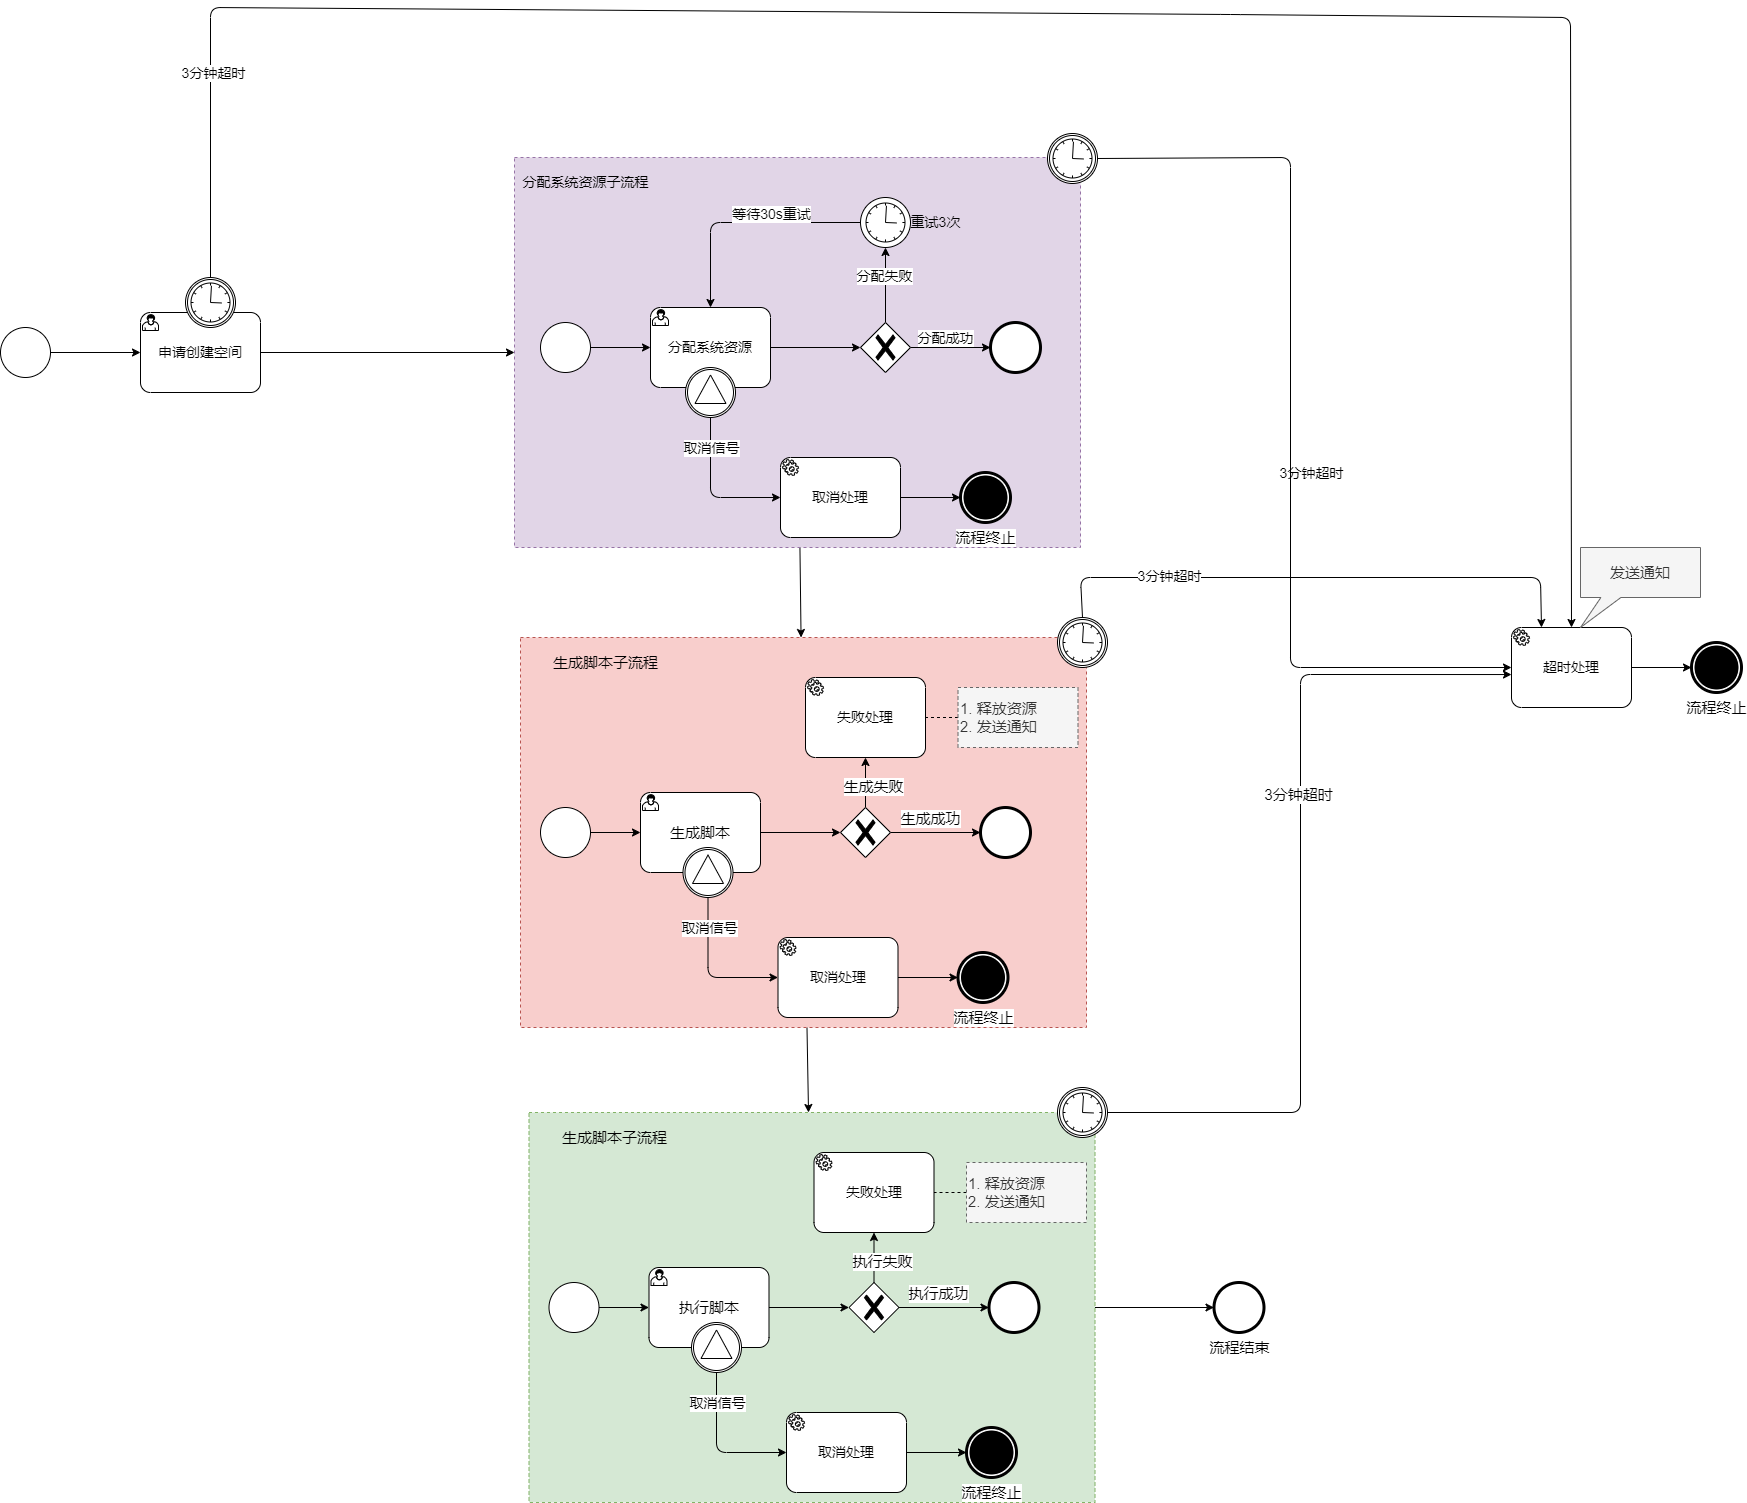 3分钟超时
分配系统资源子流程
等待30s重试
重试3次
分配失败
分配成功
申请创建空间
分配系统资源
取消信号
取消处理
流程终止
3分钟超时
3分钟超时
发送通知
超时处理
流程终止
生成脚本子流程
失败处理
1. 释放资源
2. 发送通知
生成失败
生成成功
生成脚本
3分钟超时
取消信号
取消处理
流程终止
生成脚本子流程
失败处理
1. 释放资源
2. 发送通知
执行失败
执行成功
执行脚本
流程结束
取消信号
取消处理
流程终止